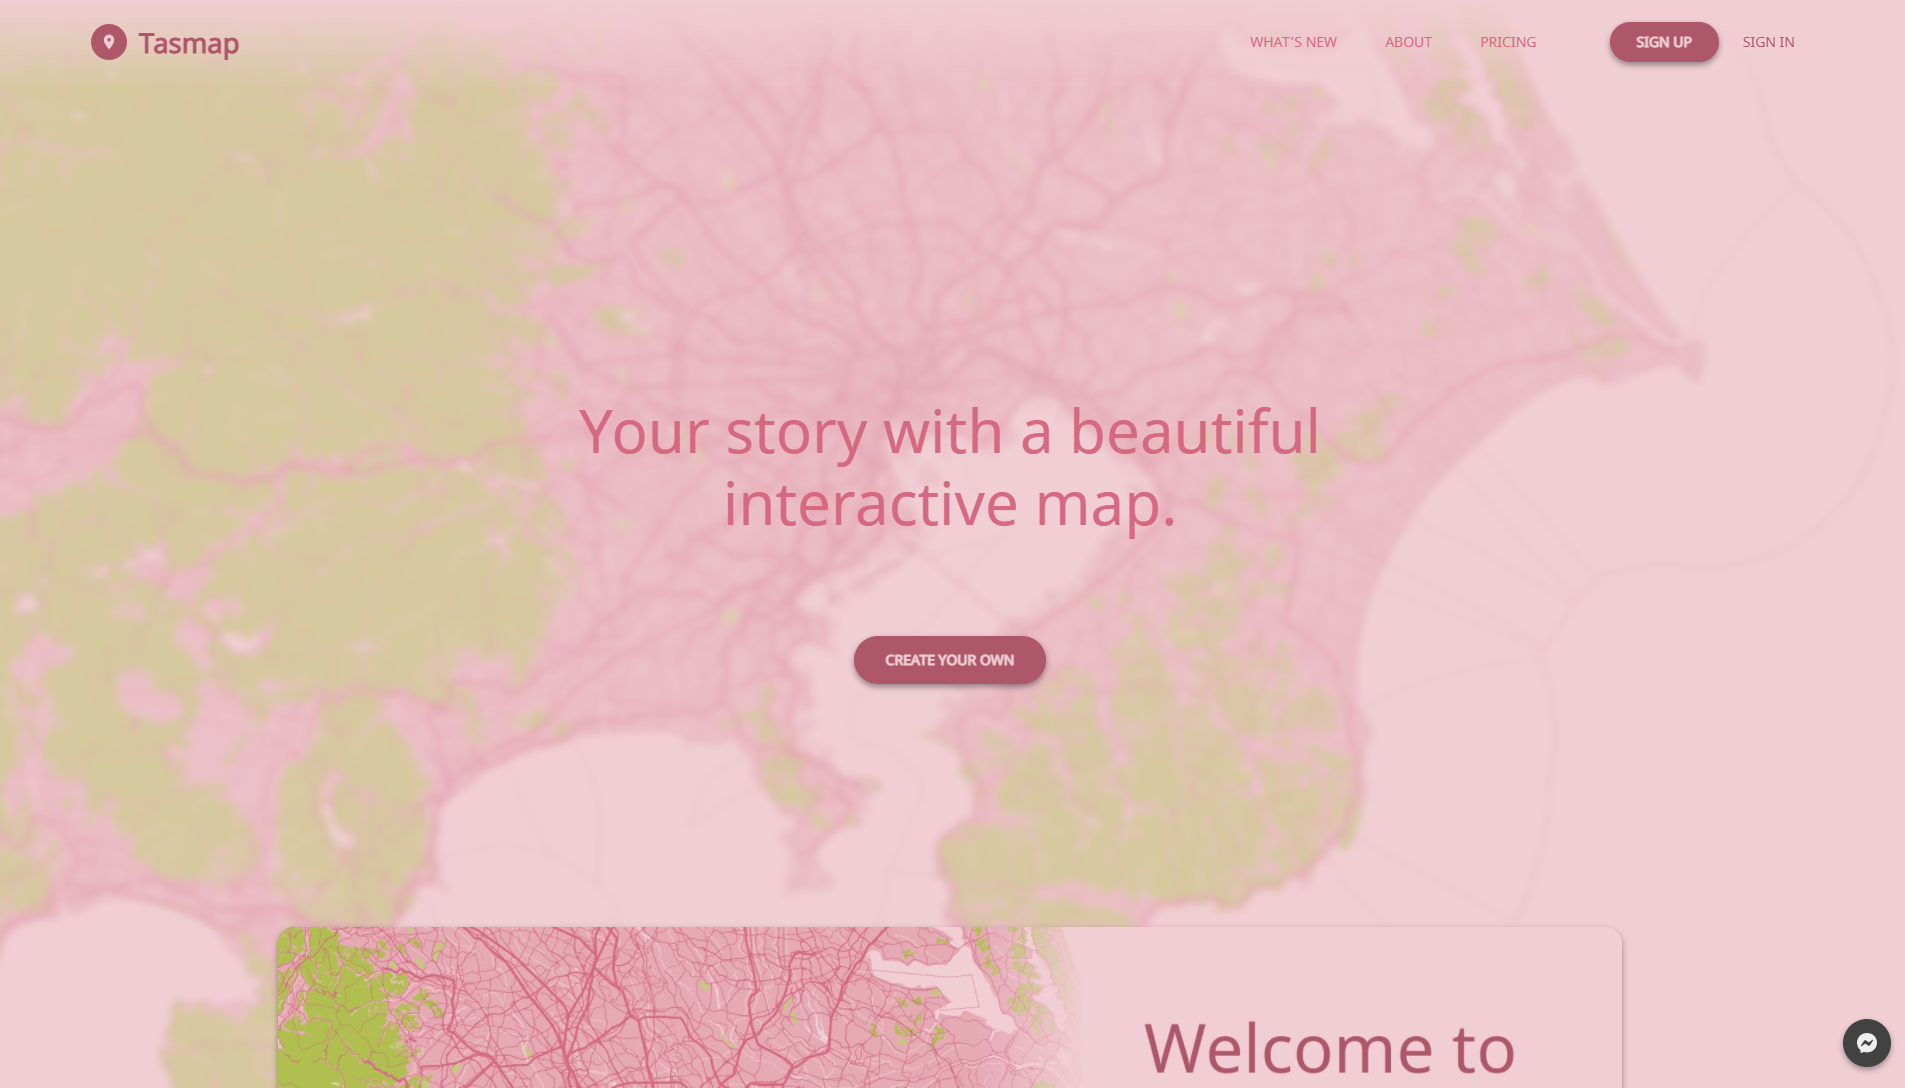 Tasmap
WHAT'S NEW
ABOUT
PRICING
SIGN UP
SIGN IN
Your story with a beautiful
interactive map.
CREATE YOUR OWN
Welcome to